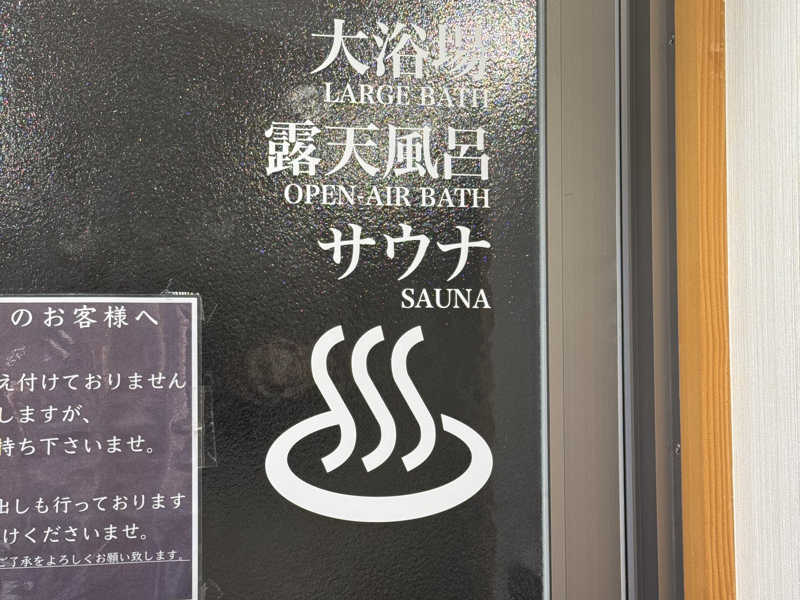 大浴場
LARGE BATH
露天風呂
OPEN-AIR BATH
サウナ
SAUNA
のお客様へ
え付けておりません
しますが、
持ち下さいませ。
出しも行っております
けくださいませ。
ご了承をよろしくお願い致します。